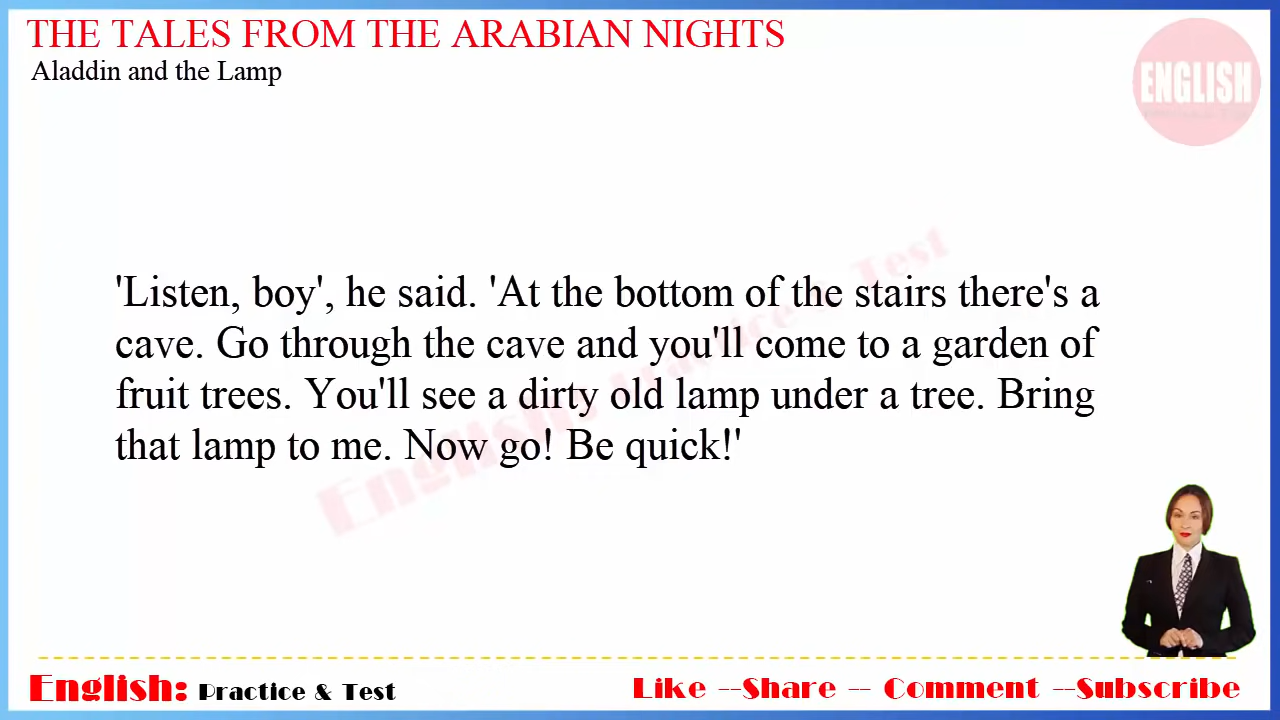 THE TALES FROM THE ARABIAN NIGHTS
Aladdin and the Lamp
ENGLISH
'Listen, boy', he said. 'At the bottom of the stairs there's a
cave. Go through the cave and you'll come to a garden of
fruit trees. You'll see a dirty old lamp under a tree. Bring
that lamp to me. Now go! Be quick!'
English: Practice & Test
English: Practice & Test
Like --Share -- Comment --Subscribe